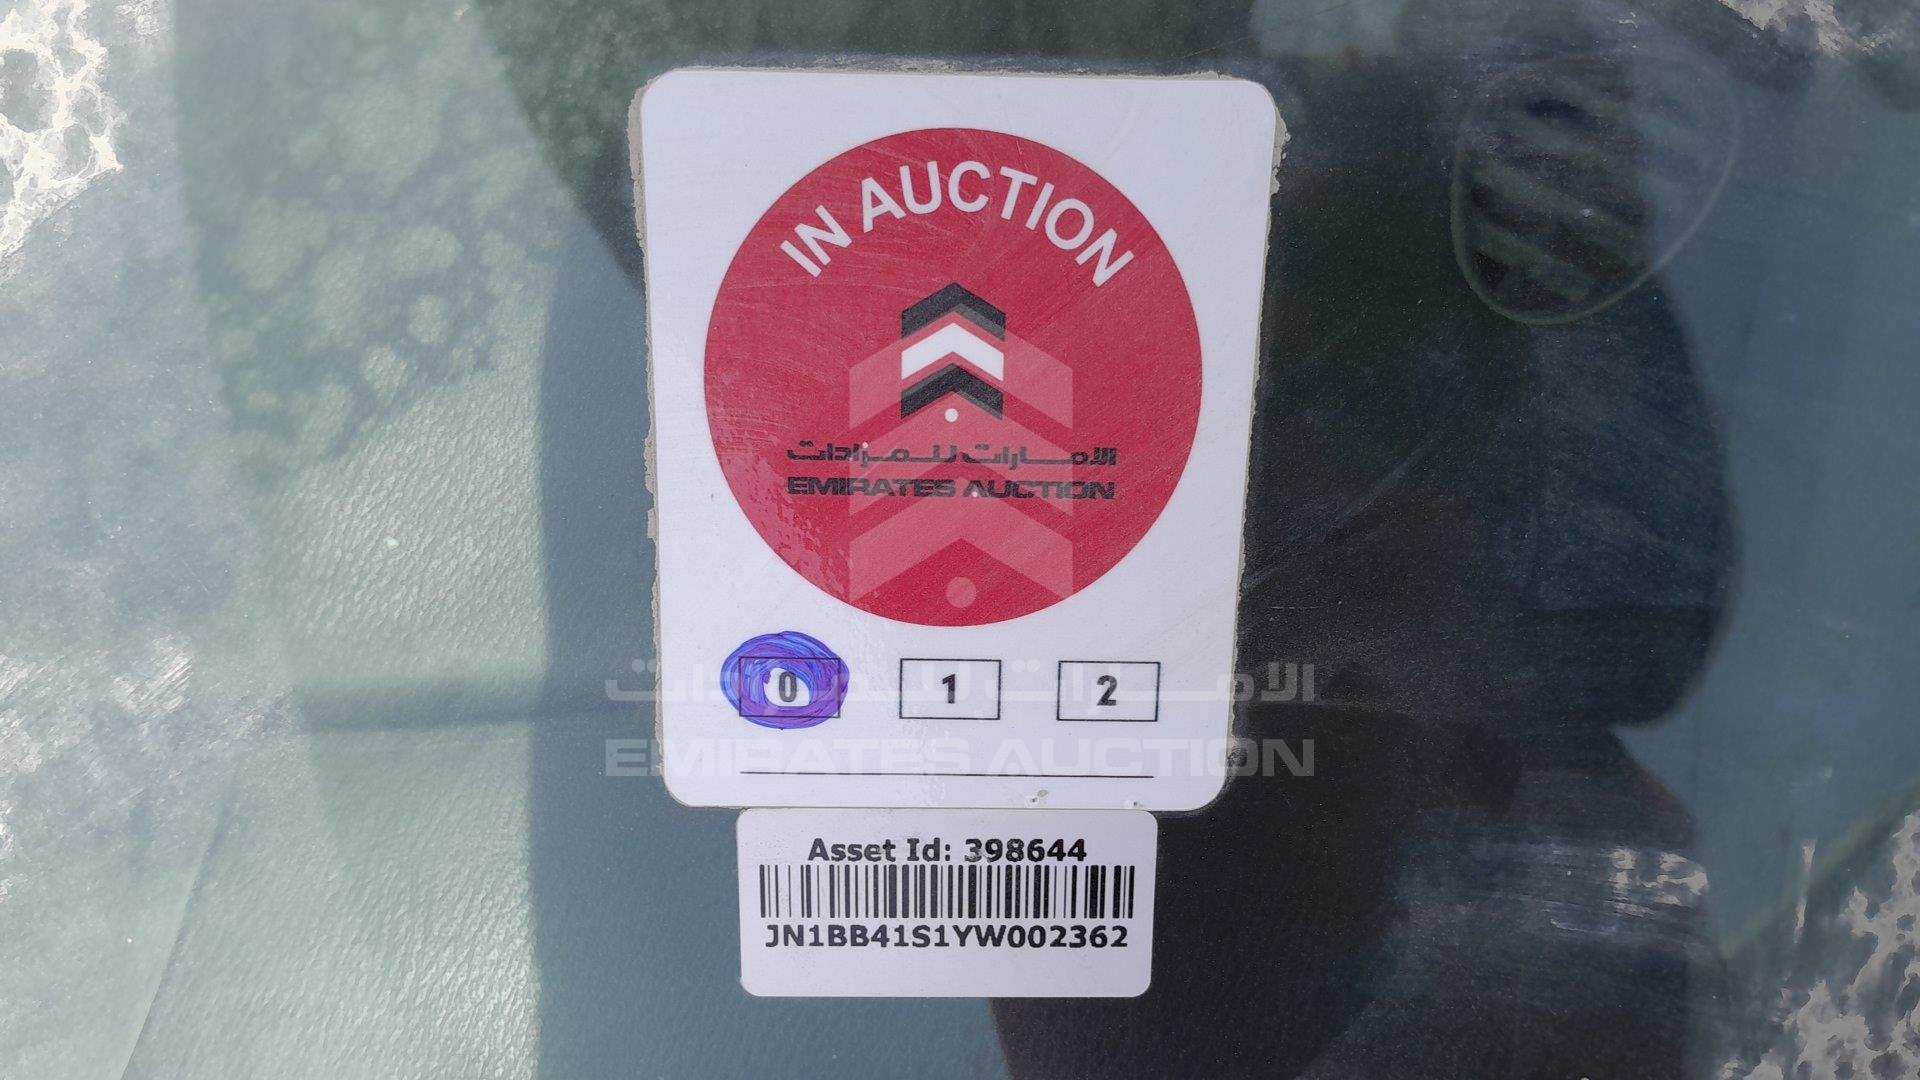 IN AUCTION
الامارات للمزادات
EMIRATES AUCTION
0 1 2
الامارات للمزادات
EMIRATES AUCTION
Asset Id: 398644
JN1BB41S1YW002362